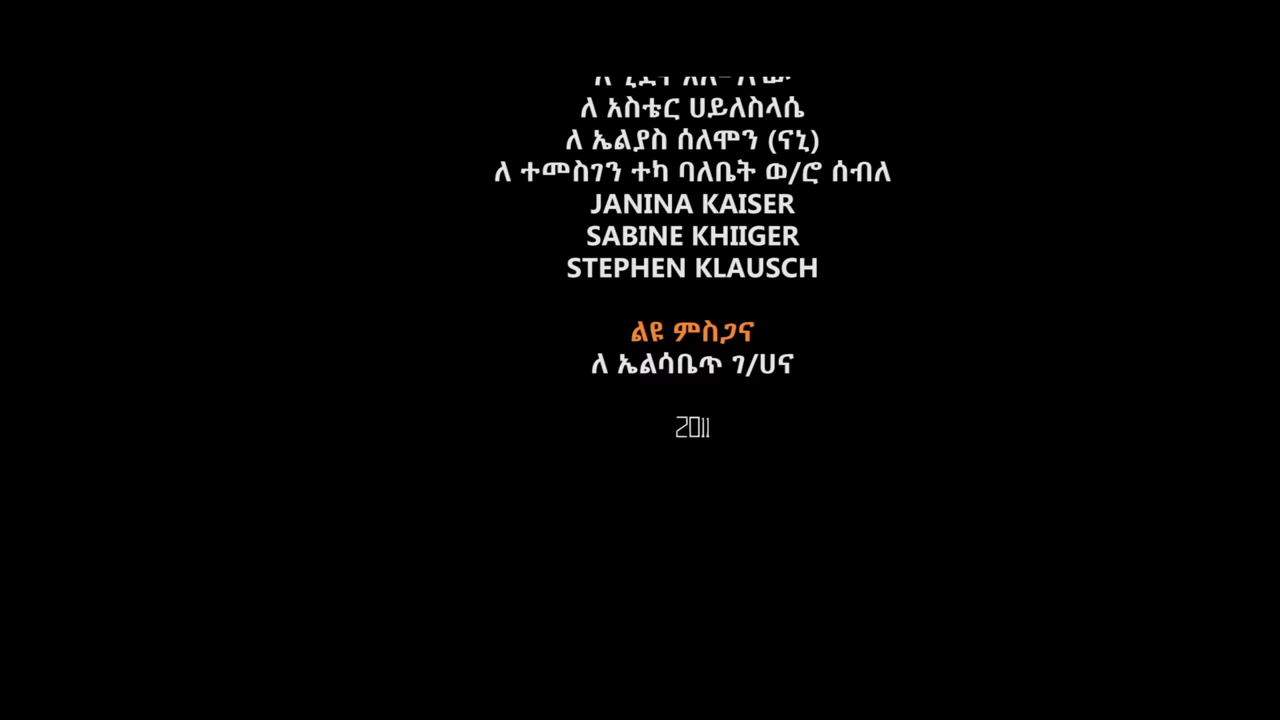 ለ አስቴር ሀይለስላሴ
ለ ኤልያስ ሰለሞን (ናኒ)
ለ ተመስገን ተካ ባለቤት ወ/ሮ ሰብለ
JANINA KAISER
SABINE KHIIGER
STEPHEN KLAUSCH
ልዩ ምስጋና
ለ ኤልሳቤጥ ገ/ሀና
2011